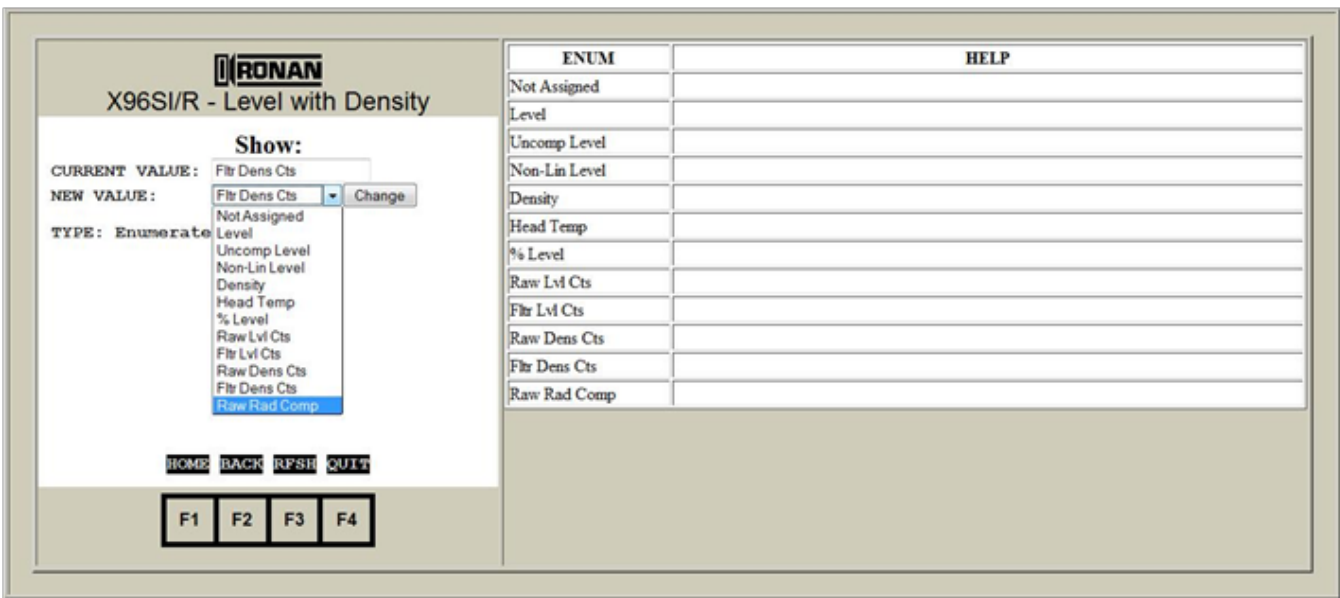 RONAN
X96SI/R - Level with Density
Show:
CURRENT VALUE: Fltr Dens Cts
NEW VALUE: Fltr Dens Cts Change
TYPE: Enumerate
Not Assigned
Level
Uncomp Level
Non-Lin Level
Density
Head Temp
% Level
Raw Lvl Cts
Fltr Lvl Cts
Raw Dens Cts
Fltr Dens Cts
Raw Rad Comp
HOME BACK RFSH QUIT
F1 F2 F3 F4
ENUM HELP
Not Assigned
Level
Uncomp Level
Non-Lin Level
Density
Head Temp
% Level
Raw Lvl Cts
Fltr Lvl Cts
Raw Dens Cts
Fltr Dens Cts
Raw Rad Comp